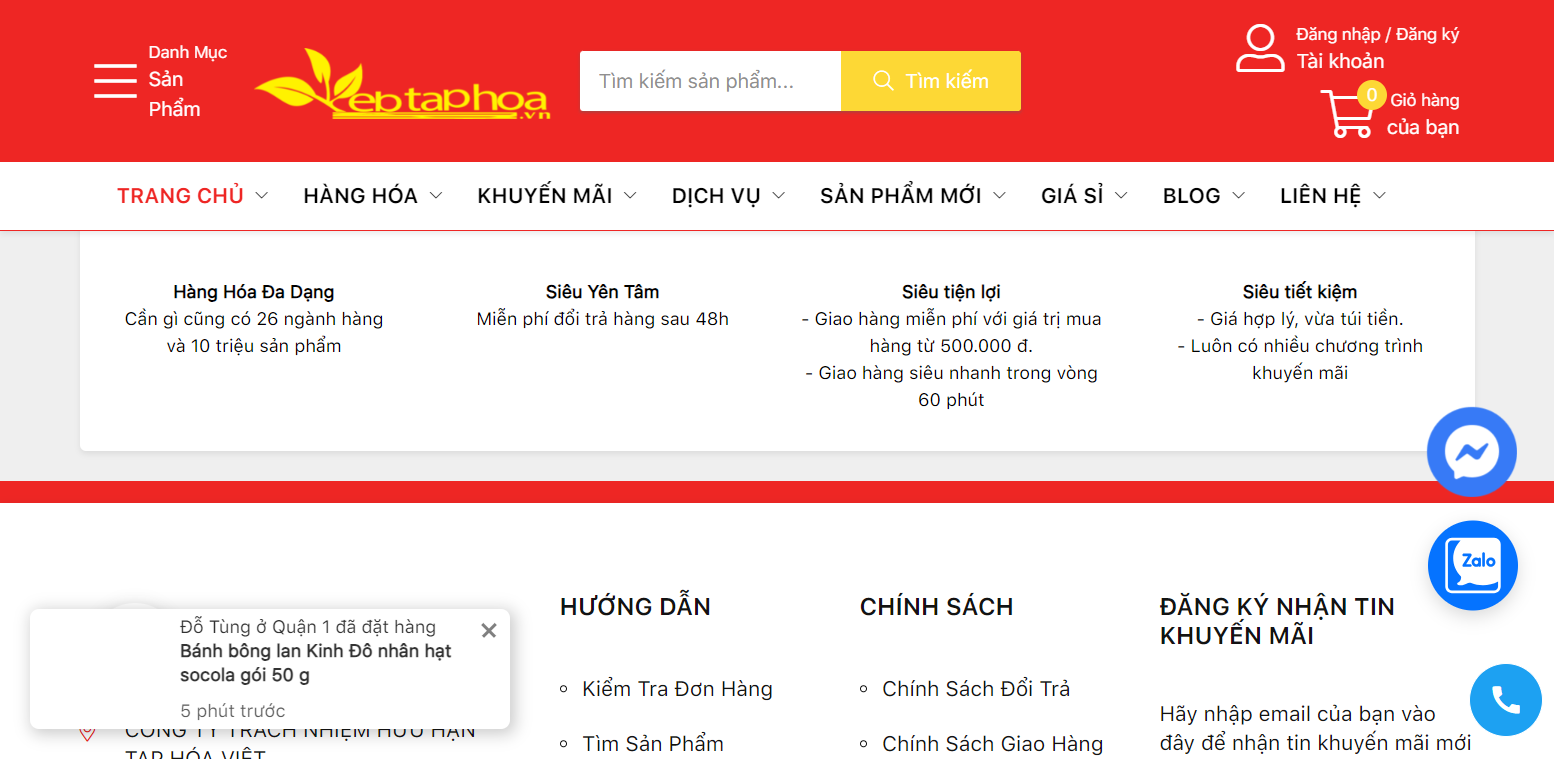 Danh Mục
Sản
Phẩm
eptaphoa
.vn
Tìm kiếm sản phẩm...
Tìm kiếm
Đăng nhập / Đăng ký
Tài khoản
0
Giỏ hàng
của bạn
TRANG CHỦ
HÀNG HÓA
KHUYẾN MÃI
DỊCH VỤ
SẢN PHẨM MỚI
GIÁ SỈ
BLOG
LIÊN HỆ
Hàng Hóa Đa Dạng
Cần gì cũng có 26 ngành hàng
và 10 triệu sản phẩm
Siêu Yên Tâm
Miễn phí đổi trả hàng sau 48h
Siêu tiện lợi
- Giao hàng miễn phí với giá trị mua
hàng từ 500.000 đ.
- Giao hàng siêu nhanh trong vòng
60 phút
Siêu tiết kiệm
- Giá hợp lý, vừa túi tiền.
- Luôn có nhiều chương trình
khuyến mãi
Zalo
Đỗ Tùng ở Quận 1 đã đặt hàng
Bánh bông lan Kinh Đô nhân hạt
socola gói 50 g
5 phút trước
CÔNG TY TRÁCH NHIỆM HỮU HẠN
TẠP HÓA VIỆT
HƯỚNG DẪN
Kiểm Tra Đơn Hàng
Tìm Sản Phẩm
CHÍNH SÁCH
Chính Sách Đổi Trả
Chính Sách Giao Hàng
ĐĂNG KÝ NHẬN TIN
KHUYẾN MÃI
Hãy nhập email của bạn vào
đây để nhận tin khuyến mãi mới